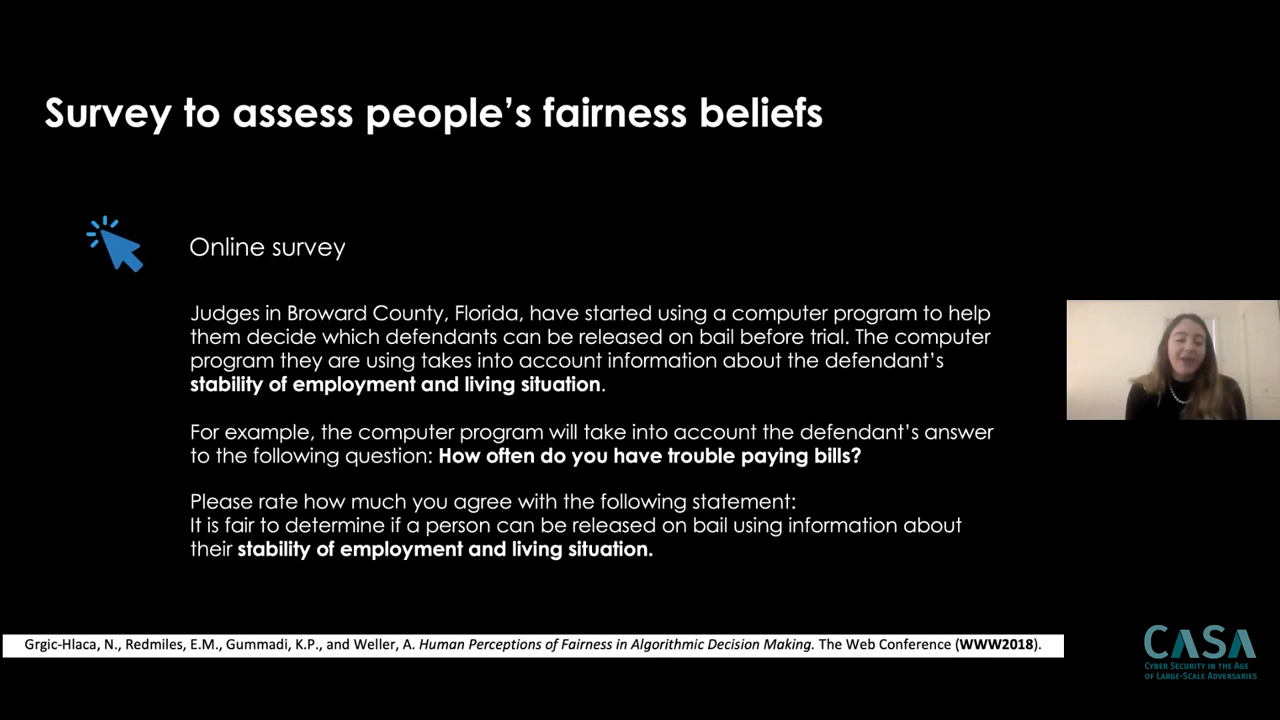 Survey to assess people’s fairness beliefs
Online survey
Judges in Broward County, Florida, have started using a computer program to help
them decide which defendants can be released on bail before trial. The computer
program they are using takes into account information about the defendant’s
stability of employment and living situation.
For example, the computer program will take into account the defendant’s answer
to the following question: How often do you have trouble paying bills?
Please rate how much you agree with the following statement:
It is fair to determine if a person can be released on bail using information about
their stability of employment and living situation.
Grgic-Hlaca, N., Redmiles, E.M., Gummadi, K.P., and Weller, A. Human Perceptions of Fairness in Algorithmic Decision Making. The Web Conference (WWW2018).
CASA
CYBER SECURITY IN THE AGE
OF LARGE-SCALE ADVERSARIES